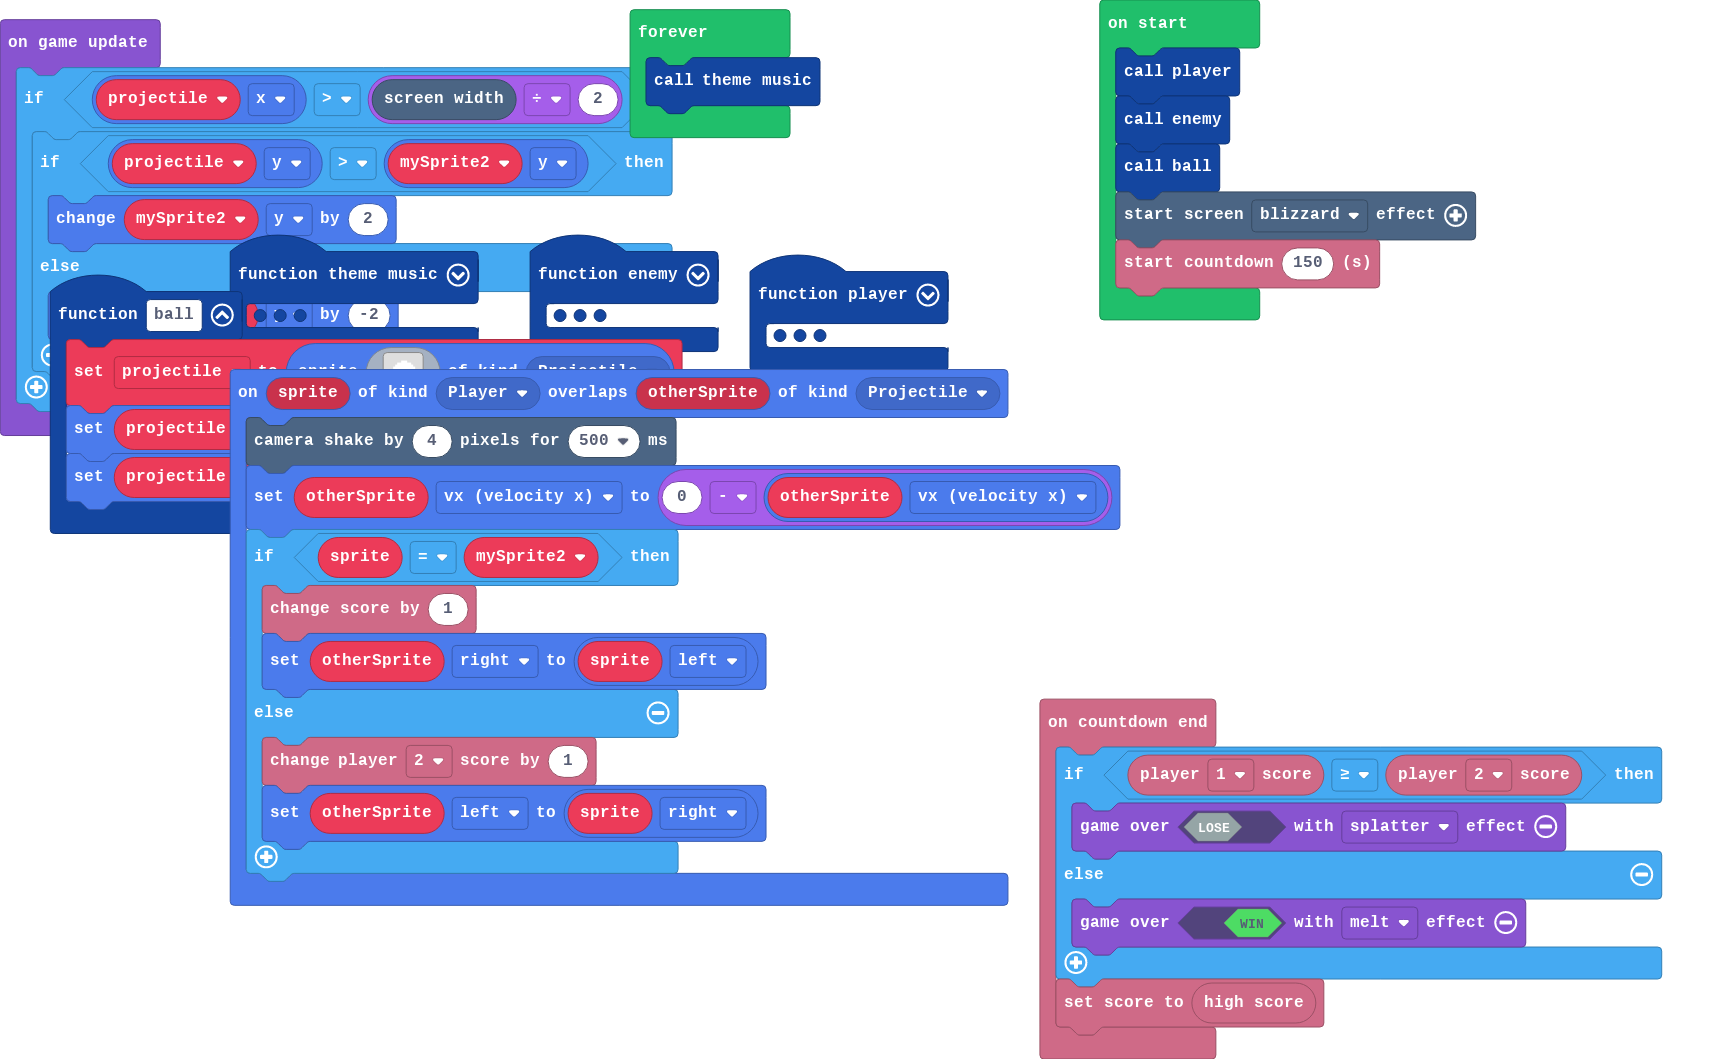 on game update
if projectile x > screen width ÷ 2
if projectile y > mySprite2 y then
change mySprite2 y by 2
else
by -2
forever
call theme music
on start
call player
call enemy
call ball
start screen blizzard effect
start countdown 150 (s)
function theme music
function enemy
function player
function ball
set projectile to sprite of kind Projectile
set projectile
set projectile
on sprite of kind Player overlaps otherSprite of kind Projectile
camera shake by 4 pixels for 500 ms
set otherSprite vx (velocity x) to 0 - otherSprite vx (velocity x)
if sprite = mySprite2 then
change score by 1
set otherSprite right to sprite left
else
change player 2 score by 1
set otherSprite left to sprite right
on countdown end
if player 1 score ≥ player 2 score then
game over LOSE with splatter effect
else
game over WIN with melt effect
set score to high score